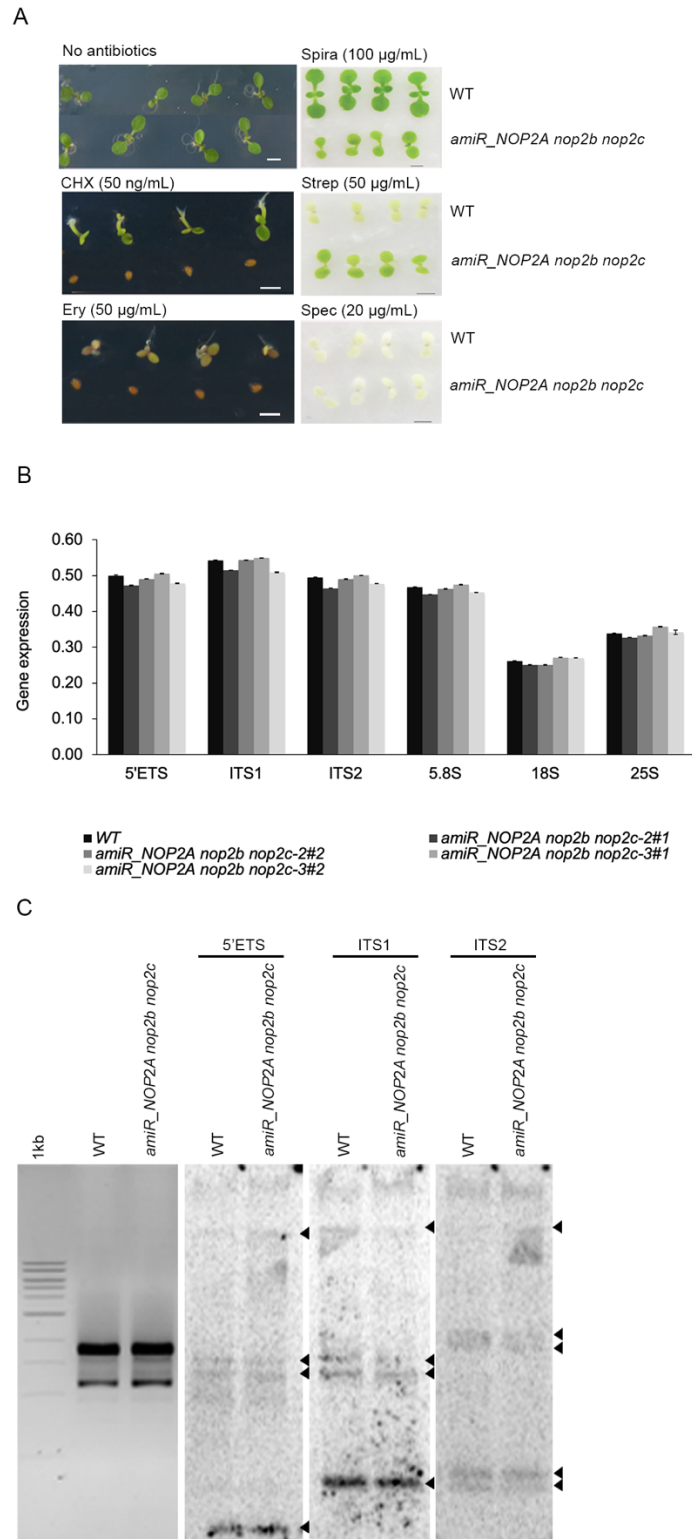 A
No antibiotics
Spira (100 µg/mL)
WT
amiR_NOP2A nop2b nop2c
CHX (50 ng/mL)
Strep (50 µg/mL)
WT
amiR_NOP2A nop2b nop2c
Ery (50 µg/mL)
Spec (20 µg/mL)
WT
amiR_NOP2A nop2b nop2c
B
Gene expression
0.60
0.50
0.40
0.30
0.20
0.10
0.00
5'ETS ITS1 ITS2 5.8S 18S 25S
WT
amiR_NOP2A nop2b nop2c-2#1
amiR_NOP2A nop2b nop2c-2#2
amiR_NOP2A nop2b nop2c-3#1
amiR_NOP2A nop2b nop2c-3#2
C
5'ETS
ITS1
ITS2
1kb
WT
amiR_NOP2A nop2b nop2c
WT
amiR_NOP2A nop2b nop2c
WT
amiR_NOP2A nop2b nop2c
WT
amiR_NOP2A nop2b nop2c